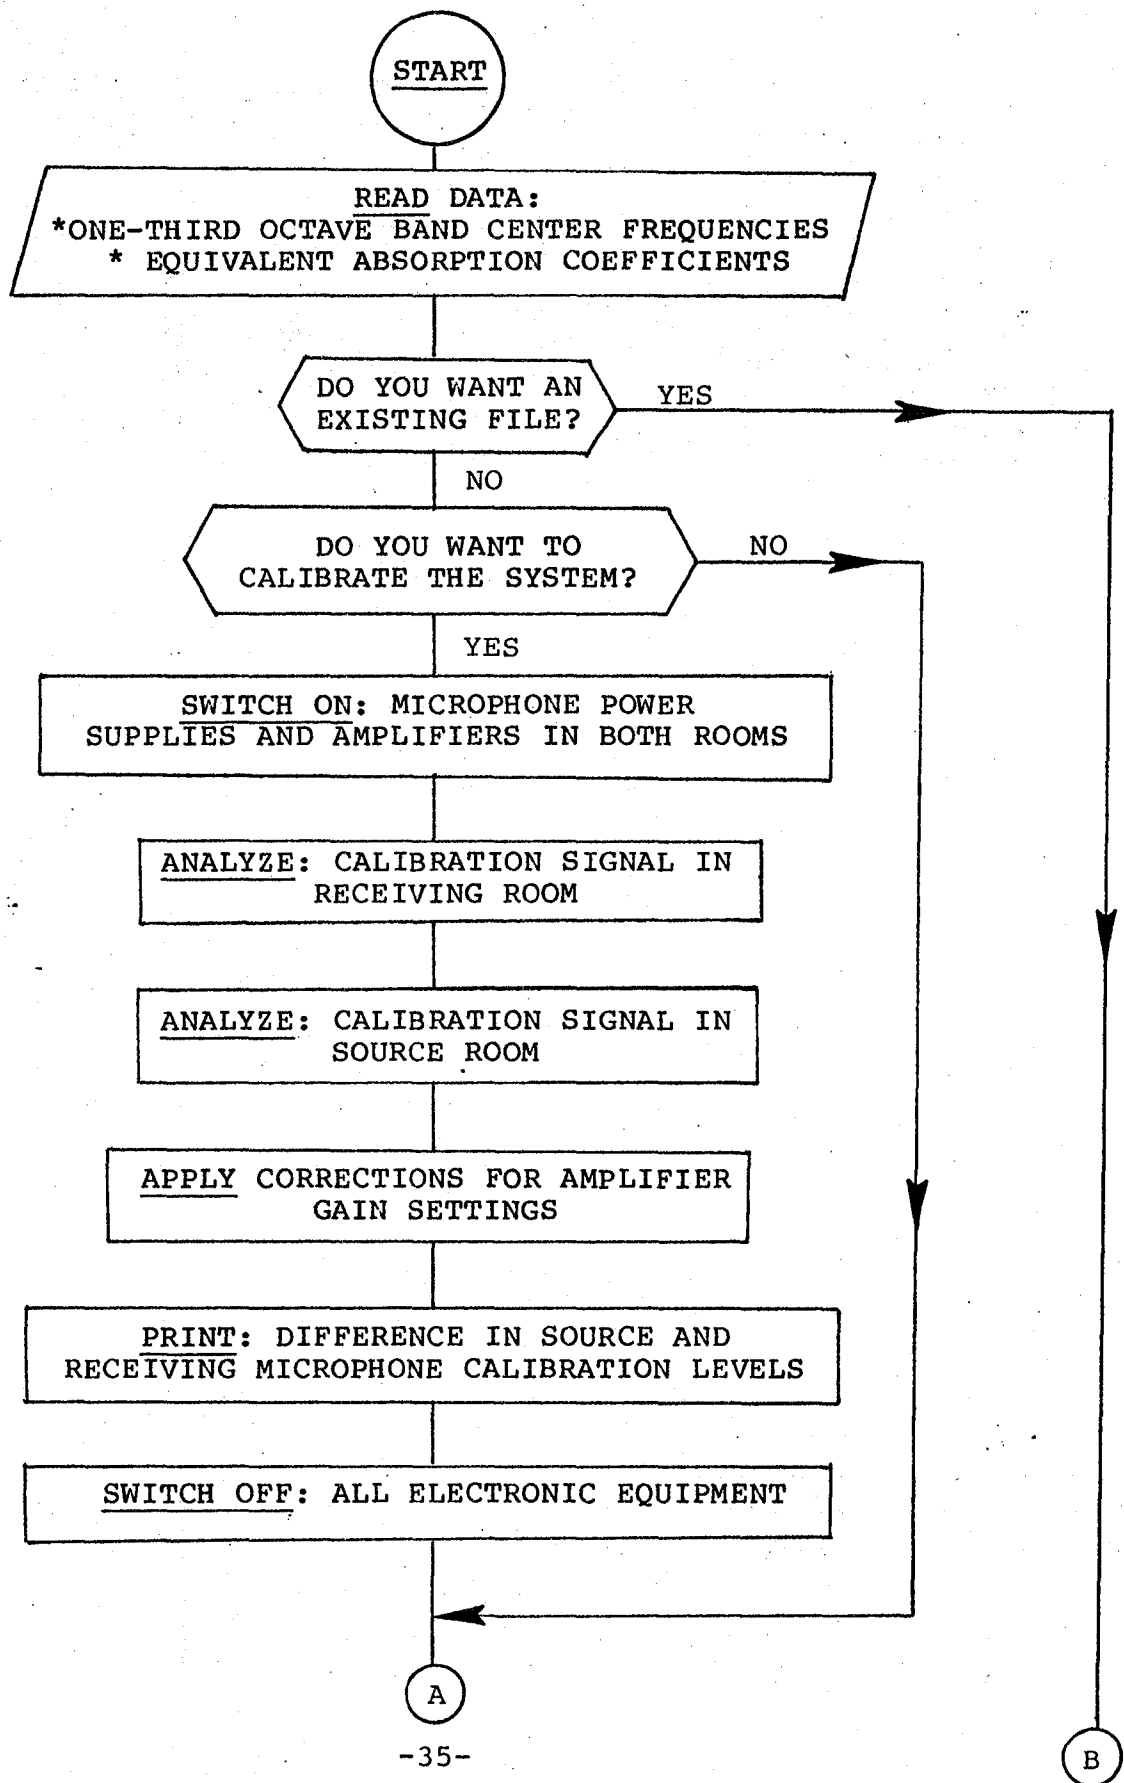 START
READ DATA:
*ONE-THIRD OCTAVE BAND CENTER FREQUENCIES
* EQUIVALENT ABSORPTION COEFFICIENTS
DO YOU WANT AN
EXISTING FILE?
YES
NO
DO YOU WANT TO
CALIBRATE THE SYSTEM?
NO
YES
SWITCH ON: MICROPHONE POWER
SUPPLIES AND AMPLIFIERS IN BOTH ROOMS
ANALYZE: CALIBRATION SIGNAL IN
RECEIVING ROOM
ANALYZE: CALIBRATION SIGNAL IN
SOURCE ROOM
APPLY CORRECTIONS FOR AMPLIFIER
GAIN SETTINGS
PRINT: DIFFERENCE IN SOURCE AND
RECEIVING MICROPHONE CALIBRATION LEVELS
SWITCH OFF: ALL ELECTRONIC EQUIPMENT
A
-35-
B